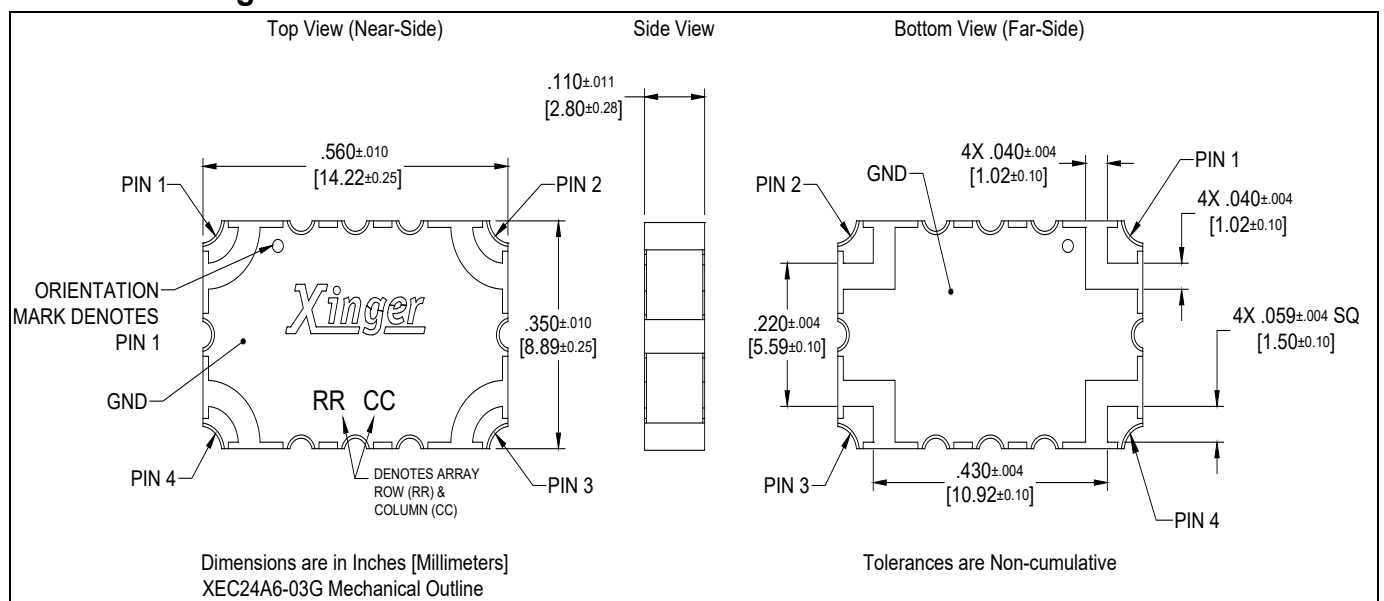 Top View (Near-Side)
Side View
Bottom View (Far-Side)
.110±.011
[2.80±0.28]
.560±.010
[14.22±0.25]
PIN 1
PIN 2
ORIENTATION
MARK DENOTES
PIN 1
Xinger
.350±.010
[8.89±0.25]
GND
RR CC
PIN 4
DENOTES ARRAY
ROW (RR) &
COLUMN (CC)
PIN 3
GND
4X .040±.004
[1.02±0.10]
PIN 1
PIN 2
4X .040±.004
[1.02±0.10]
.220±.004
[5.59±0.10]
4X .059±.004 SQ
[1.50±0.10]
PIN 3
.430±.004
[10.92±0.10]
PIN 4
Dimensions are in Inches [Millimeters]
XEC24A6-03G Mechanical Outline
Tolerances are Non-cumulative